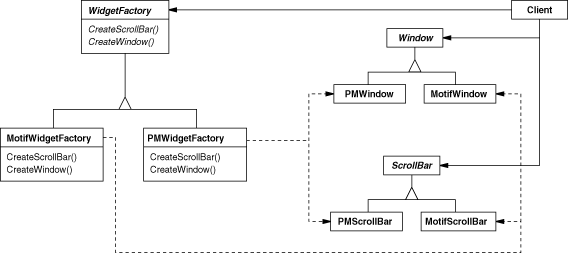 WidgetFactory
CreateScrollBar()
CreateWindow()
Client
Window
PMWindow
MotifWindow
MotifWidgetFactory
CreateScrollBar()
CreateWindow()
PMWidgetFactory
CreateScrollBar()
CreateWindow()
ScrollBar
PMScrollBar
MotifScrollBar